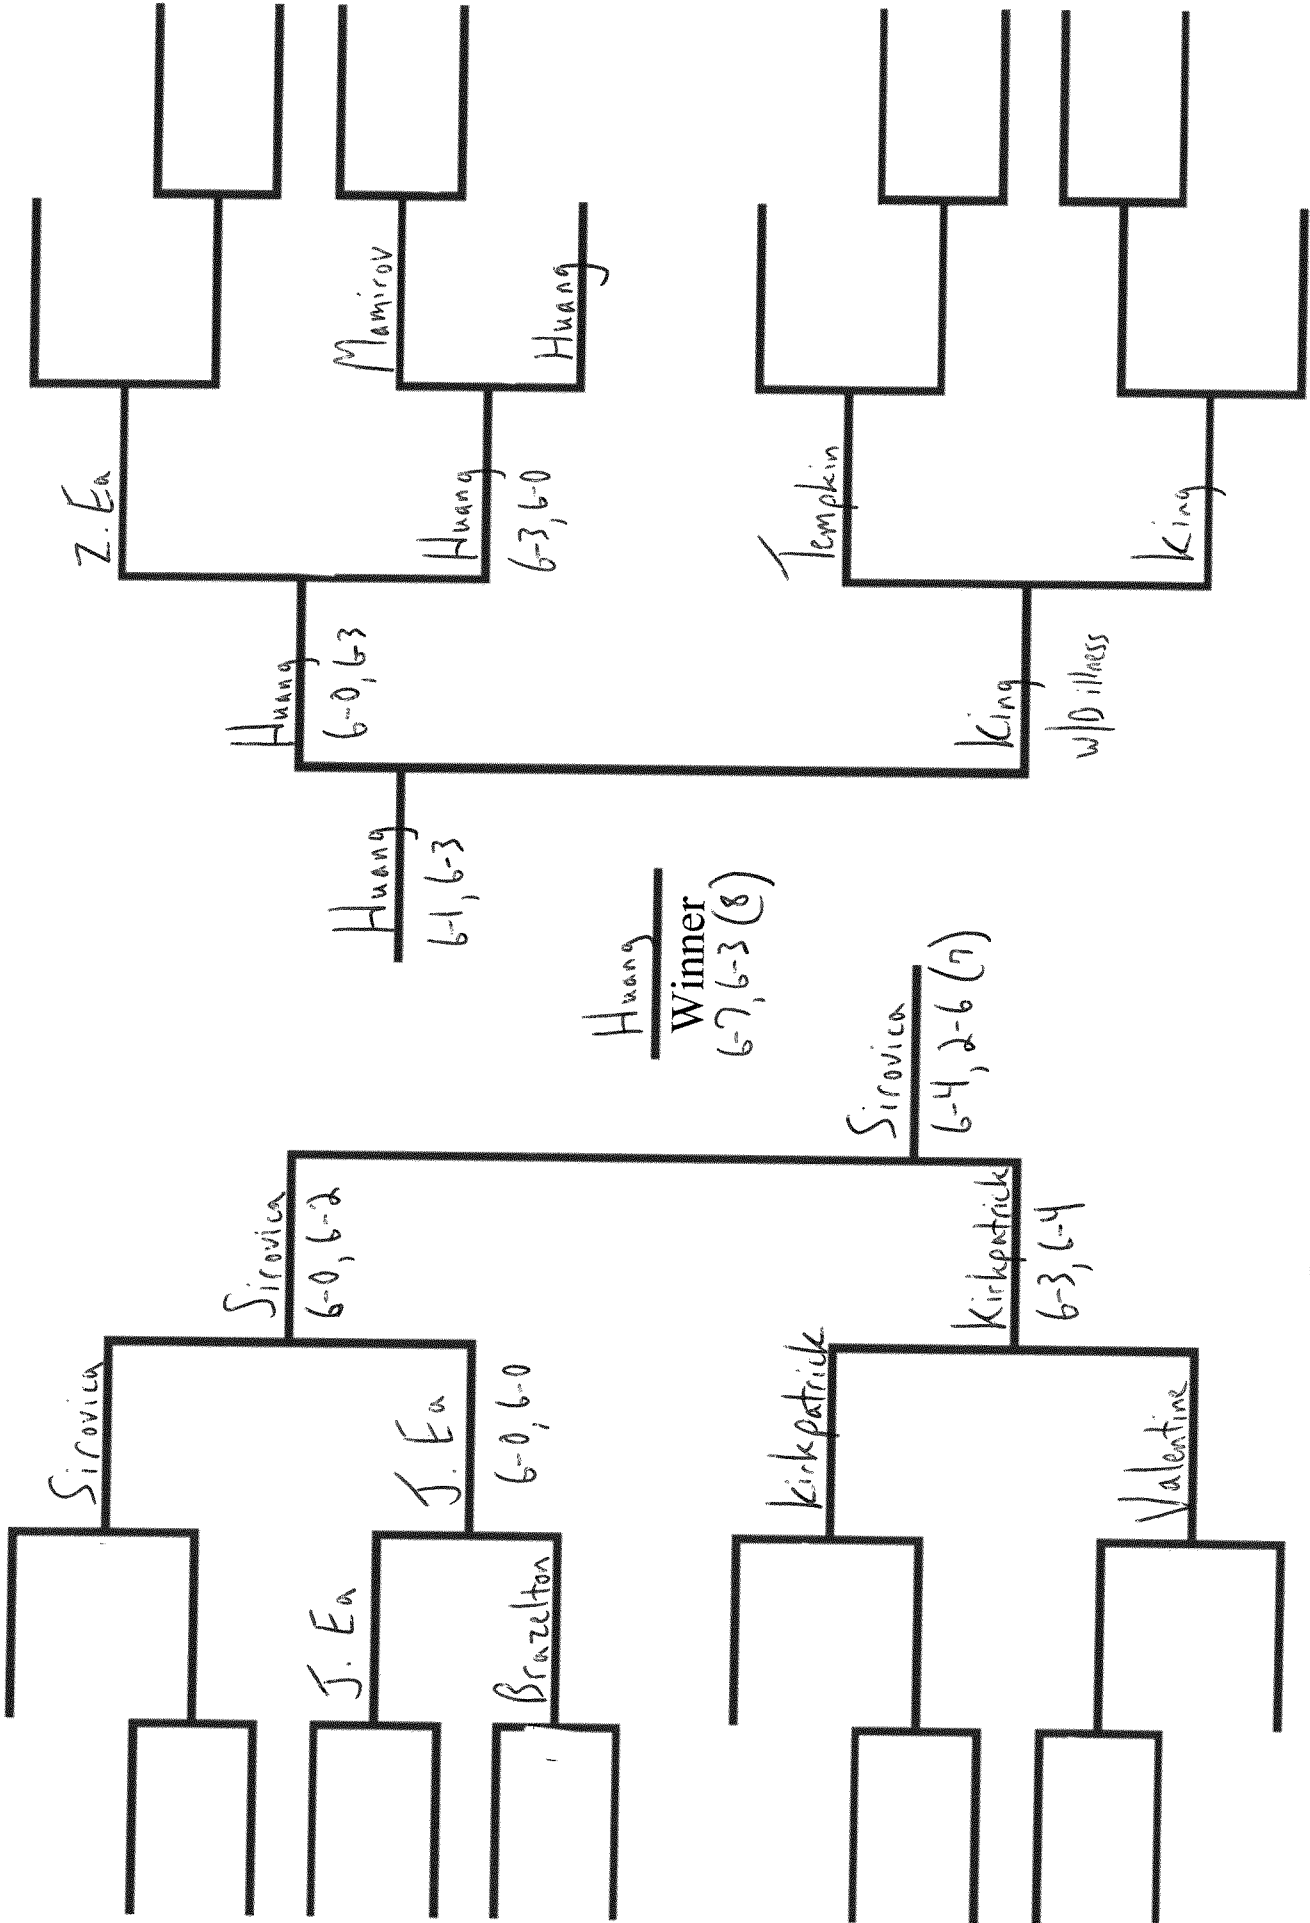 Sirovica
J. Ea
Brazelton
J. Ea
6-0, 6-0
Sirovica
6-0, 6-2
Kirkpatrick
Valentine
Kirkpatrick
6-3, 6-4
Sirovica
6-4, 2-6 (7)
Huang
Winner
6-7, 6-3 (8)
Huang
6-1, 6-3
Huang
6-0, 6-3
Z. Ea
Huang
6-3, 6-0
Mamirov
Huang
King
W/D illness
Tempkin
King